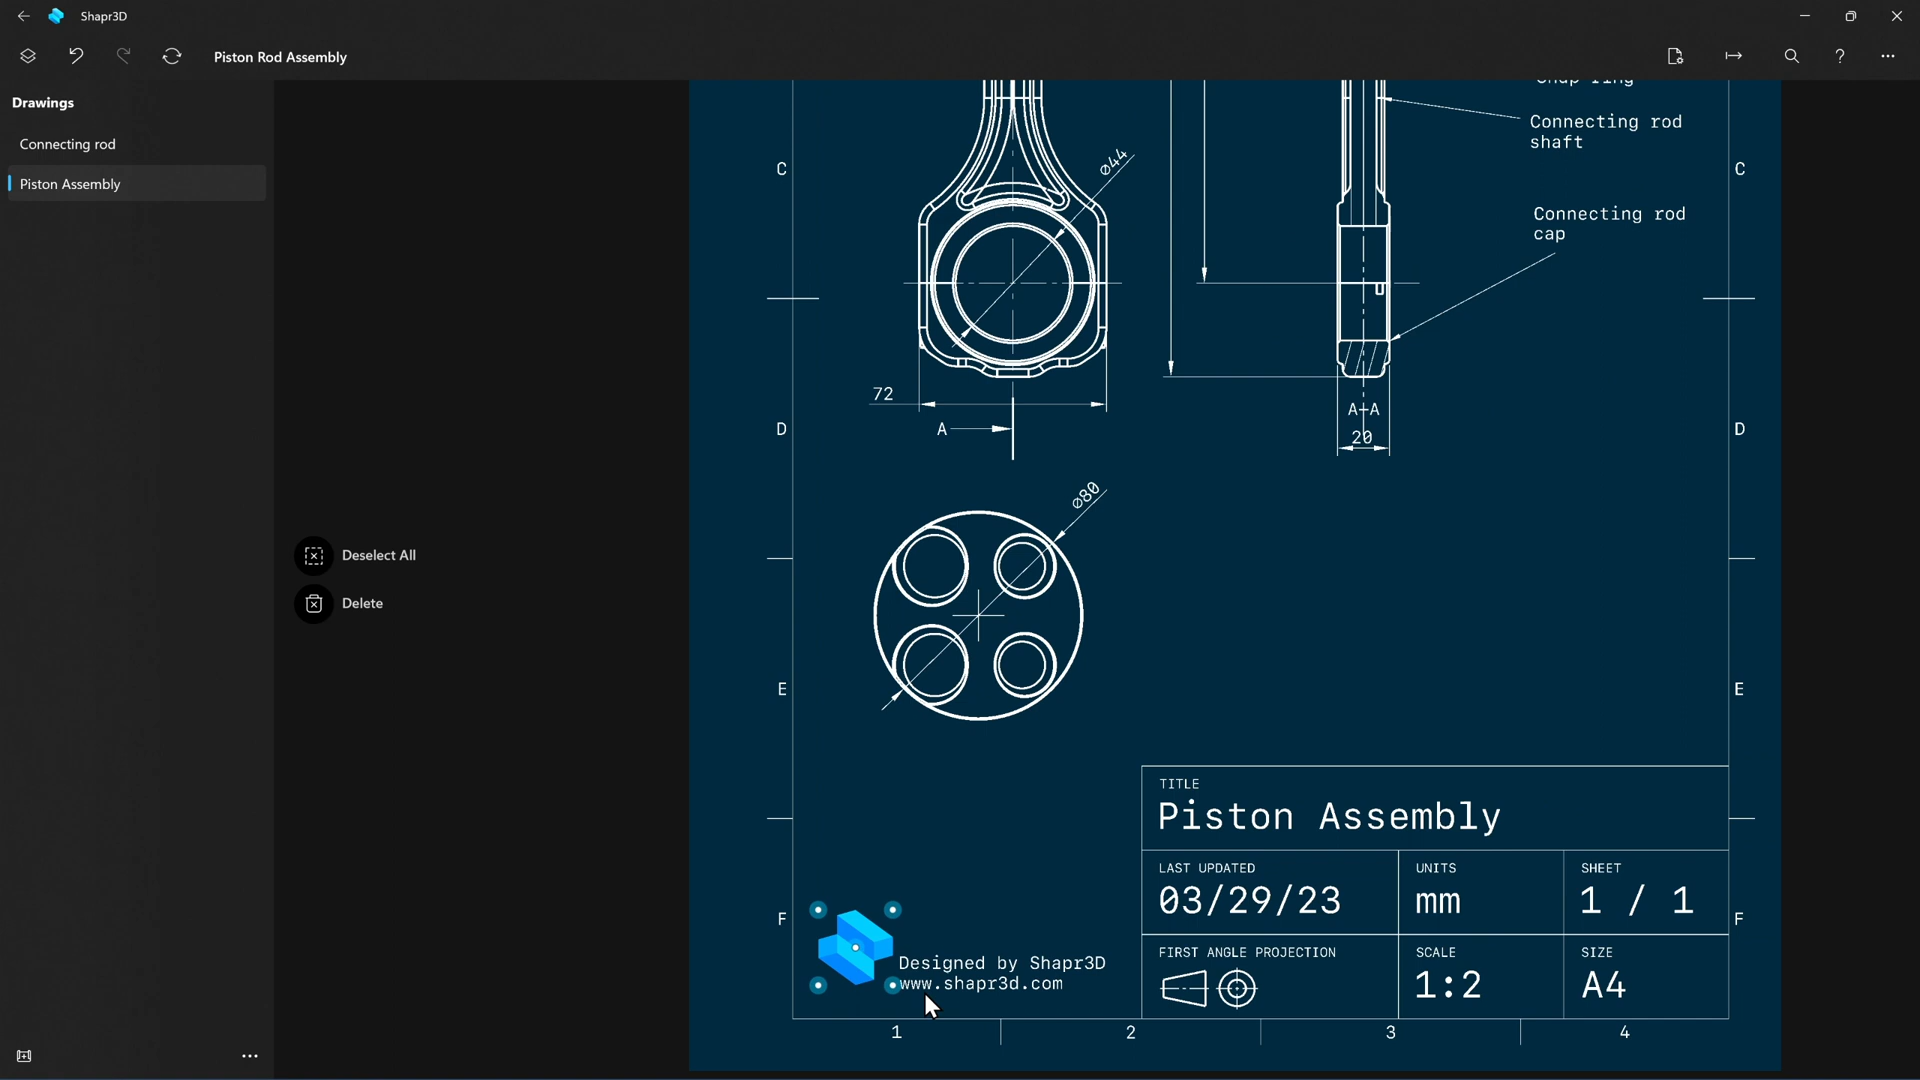 Shapr3D
Piston Rod Assembly
Drawings
Connecting rod
Piston Assembly
Deselect All
Delete
Connecting rod
shaft
Connecting rod
cap
C
C
⌀44
72
A
A-A
20
D
D
⌀80
E
E
TITLE
Piston Assembly
LAST UPDATED
03/29/23
UNITS
mm
SHEET
1 / 1
F
F
Designed by Shapr3D
www.shapr3d.com
FIRST ANGLE PROJECTION
SCALE
1:2
SIZE
A4
1
2
3
4